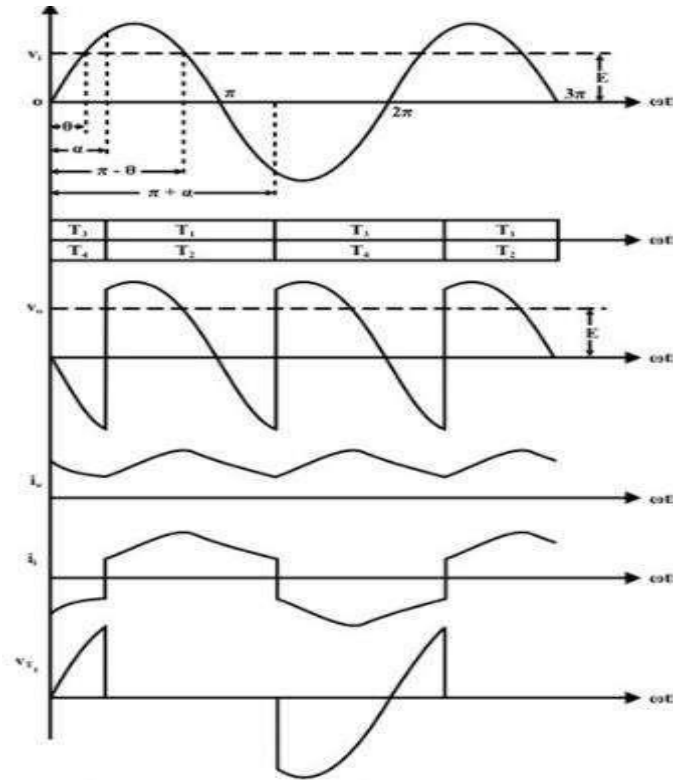 vᵢ
E
π
3π
o
ωt
2π
θ
α
π - θ
π + α
T₃ T₁ T₃ T₁
ωt
T₄ T₂ T₄ T₂
v₀
E
ωt
i₀
ωt
iᵢ
ωt
ωt